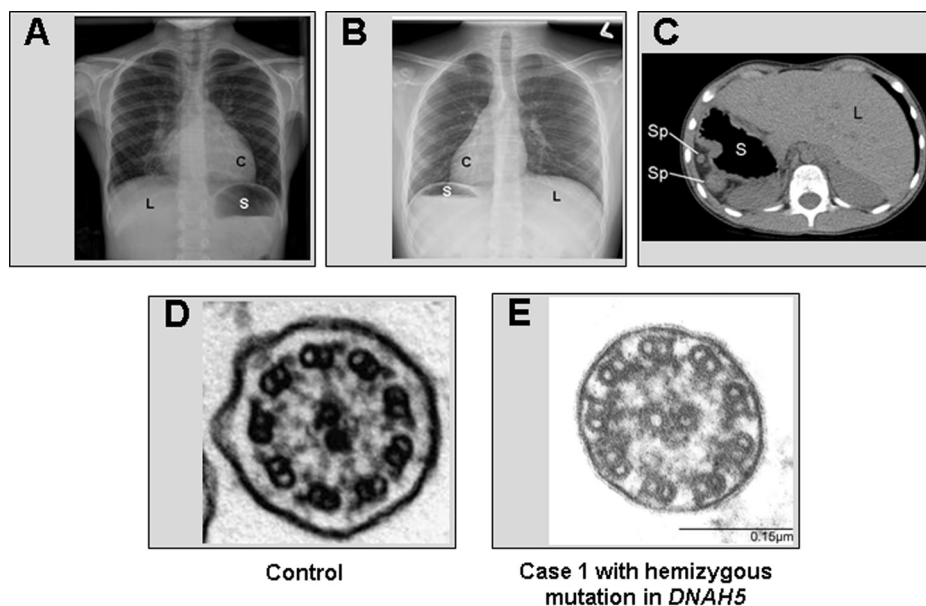 A
B
C
C
L
S
L
C
S
L
L
S
Sp
Sp
D
E
0.15µm
Control
Case 1 with hemizygous
mutation in DNAH5